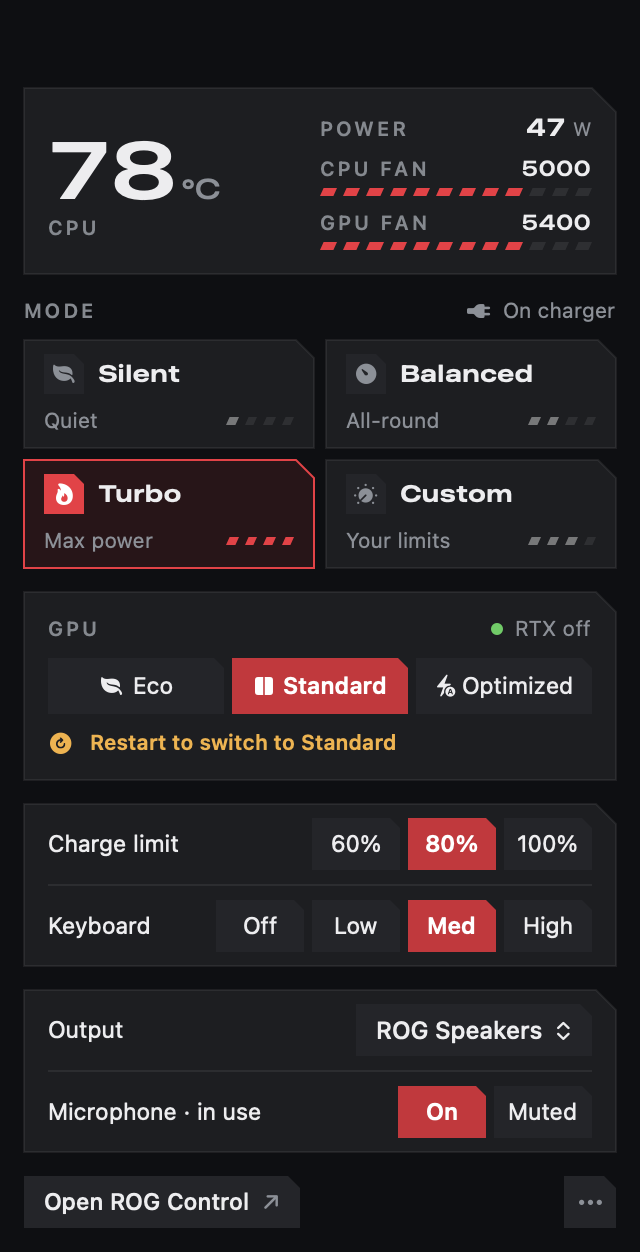 78 °C
CPU
POWER 47 W
CPU FAN 5000
GPU FAN 5400
MODE On charger
Silent
Quiet
Balanced
All-round
Turbo
Max power
Custom
Your limits
GPU RTX off
Eco Standard Optimized
Restart to switch to Standard
Charge limit 60% 80% 100%
Keyboard Off Low Med High
Output ROG Speakers
Microphone · in use On Muted
Open ROG Control